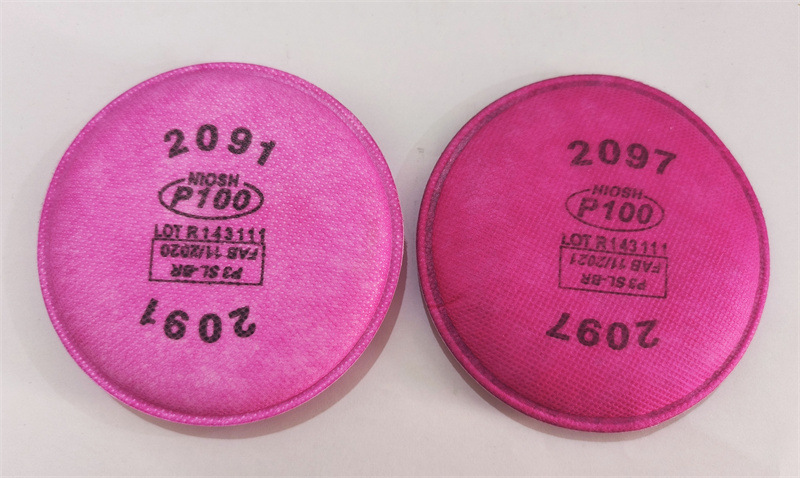 2091
NIOSH
P100
LOT R143111
FAB 11/2020
P3 SL-BR
2091
2097
NIOSH
P100
LOT R143111
FAB 11/2021
P3 SL-BR
2097